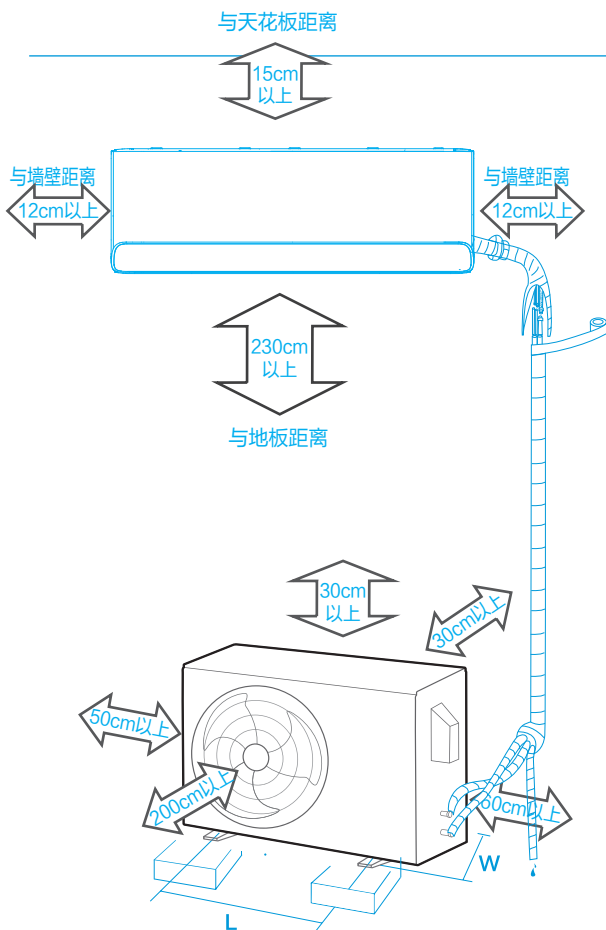 与天花板距离
15cm
以上
与墙壁距离
12cm以上
与墙壁距离
12cm以上
230cm
以上
与地板距离
30cm
以上
30cm以上
50cm以上
200cm以上
60cm以上
W
L